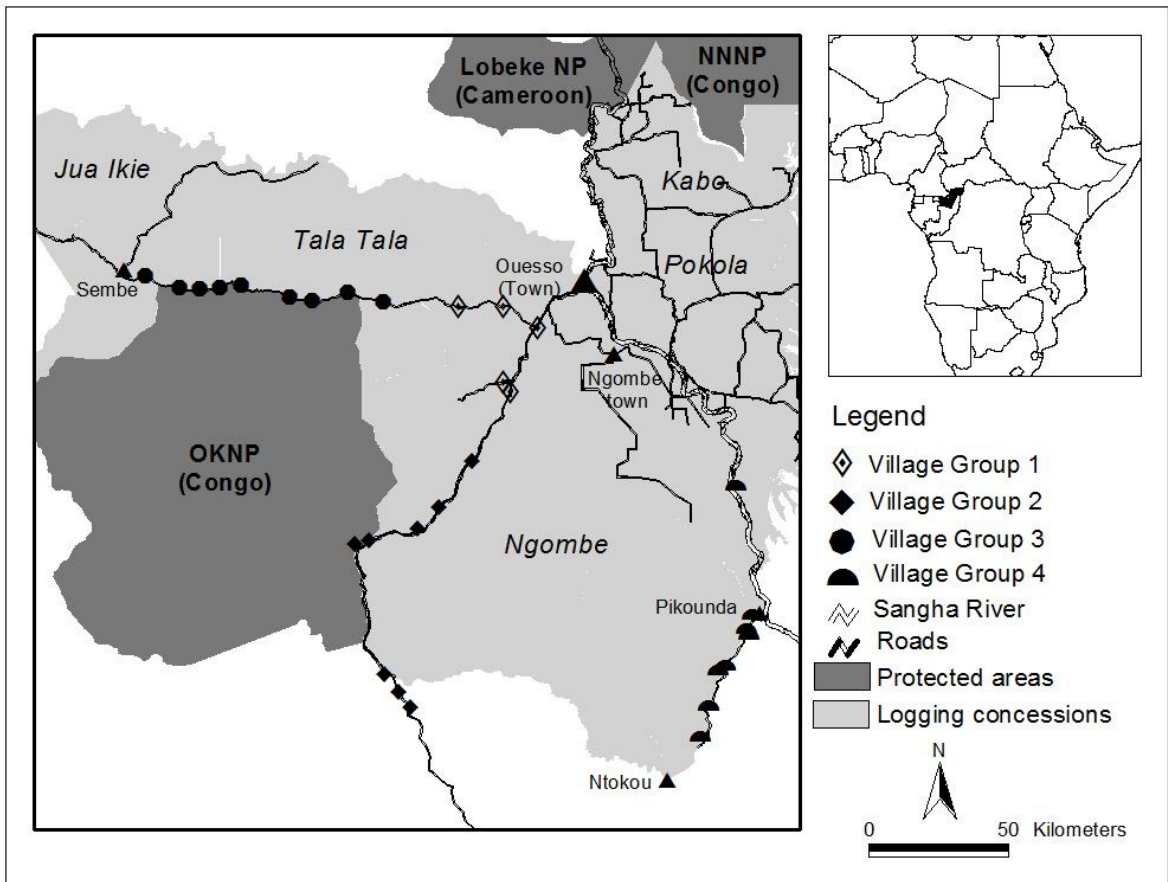 Lobeke NP
(Cameroon)
NNNP
(Congo)
Jua Ikie
Kabo
Tala Tala
Ouesso
(Town)
Pokola
Sembe
Ngombe
town
OKNP
(Congo)
Ngombe
Pikounda
Ntokou
Legend
Village Group 1
Village Group 2
Village Group 3
Village Group 4
Sangha River
Roads
Protected areas
Logging concessions
N
0 50 Kilometers